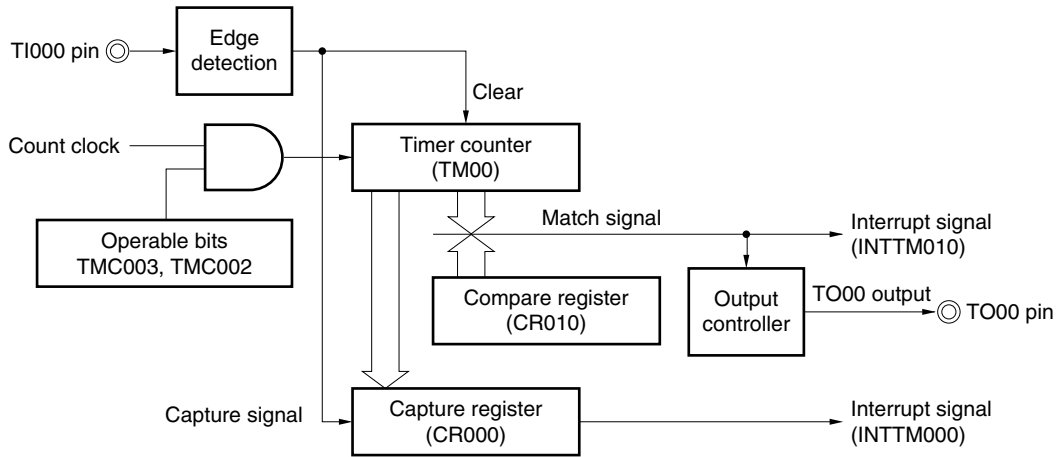 TI000 pin
Edge
detection
Clear
Count clock
Timer counter
(TM00)
Operable bits
TMC003, TMC002
Match signal
Interrupt signal
(INTTM010)
Compare register
(CR010)
Output
controller
TO00 output
TO00 pin
Capture signal
Capture register
(CR000)
Interrupt signal
(INTTM000)